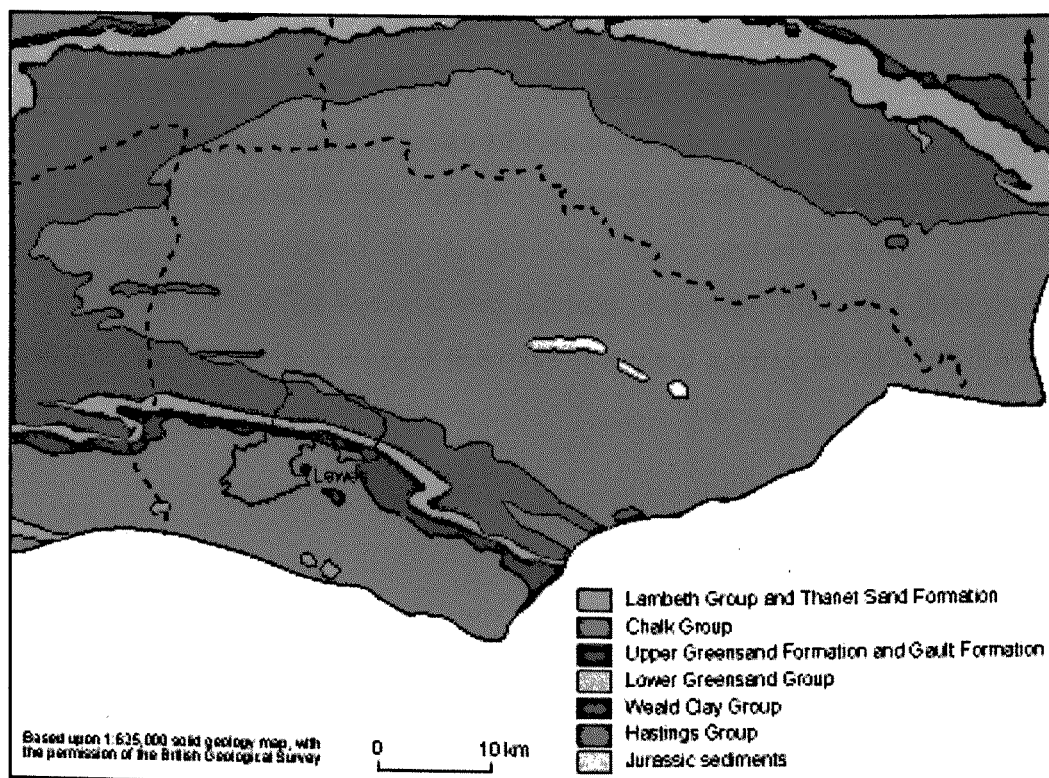 Lewes
Lambeth Group and Thanet Sand Formation
Chalk Group
Upper Greensand Formation and Gault Formation
Lower Greensand Group
Weald Clay Group
Hastings Group
Jurassic sediments
Based upon 1:625,000 solid geology map, with
the permission of the British Geological Survey
0 10 km